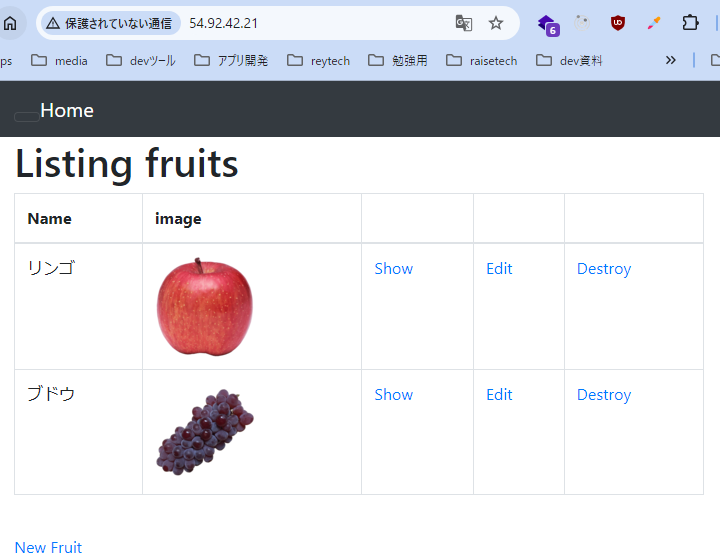 保護されていない通信 54.92.42.21
6
ps media devツール アプリ開発 reytech 勉強用 raisetech dev資料 »
Home
Listing fruits
Name image
リンゴ Show Edit Destroy
ブドウ Show Edit Destroy
New Fruit